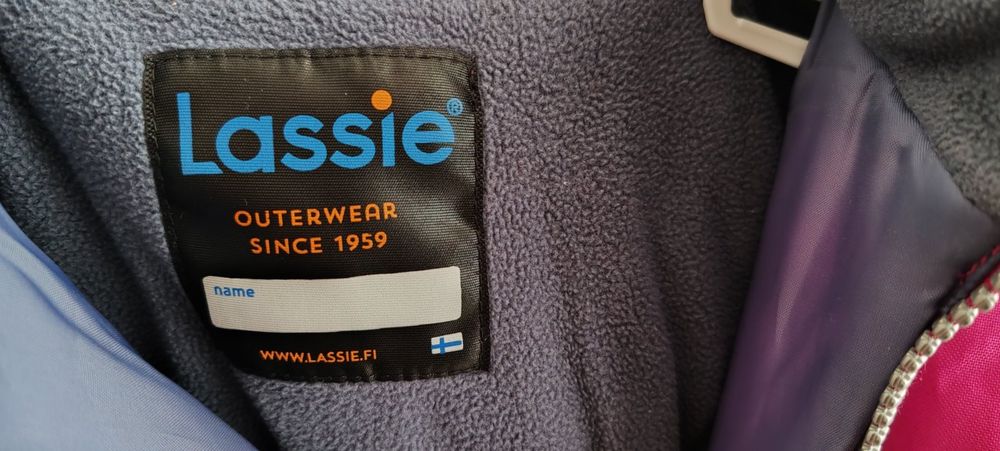 Lassie®
OUTERWEAR
SINCE 1959
name
WWW.LASSIE.FI